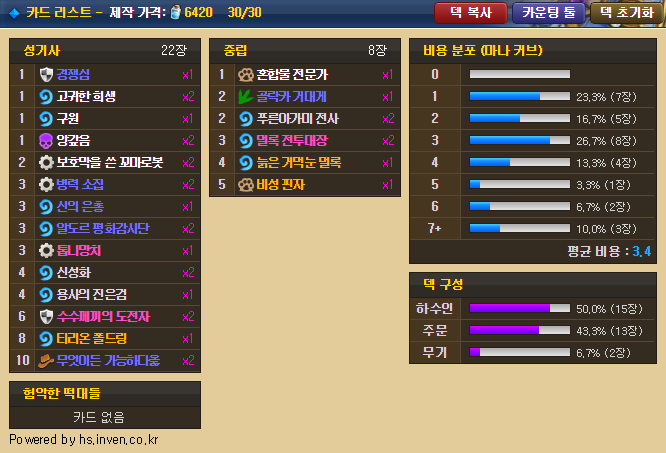 카드 리스트 - 제작 가격: 6420 30/30
덱 복사
카운팅 툴
덱 초기화
성기사 22장
1 경쟁심 x1
1 고귀한 희생 x2
1 구원 x1
1 앙갚음 x2
2 보호막을 쓴 꼬마로봇 x2
3 병력 소집 x2
3 신의 은총 x1
3 알도르 평화감시단 x2
3 톱니망치 x1
4 신성화 x2
4 용사의 진은검 x1
6 수수께끼의 도전자 x2
8 티리온 폴드링 x1
10 무엇이든 가능하다옳 x2
험악한 떡대들
카드 없음
Powered by hs.inven.co.kr
중립 8장
1 혼합물 전문가 x1
2 골락카 거대게 x1
2 푸른아가미 전사 x2
3 멀록 전투대장 x2
4 늙은 거먹눈 멀록 x1
5 바성 판자 x1
비용 분포 (마나 커브)
0
1 23,3% (7장)
2 16,7% (5장)
3 26,7% (8장)
4 13,3% (4장)
5 3,3% (1장)
6 6,7% (2장)
7+ 10,0% (3장)
평균 비용 : 3.4
덱 구성
하수인 50,0% (15장)
주문 43,3% (13장)
무기 6,7% (2장)